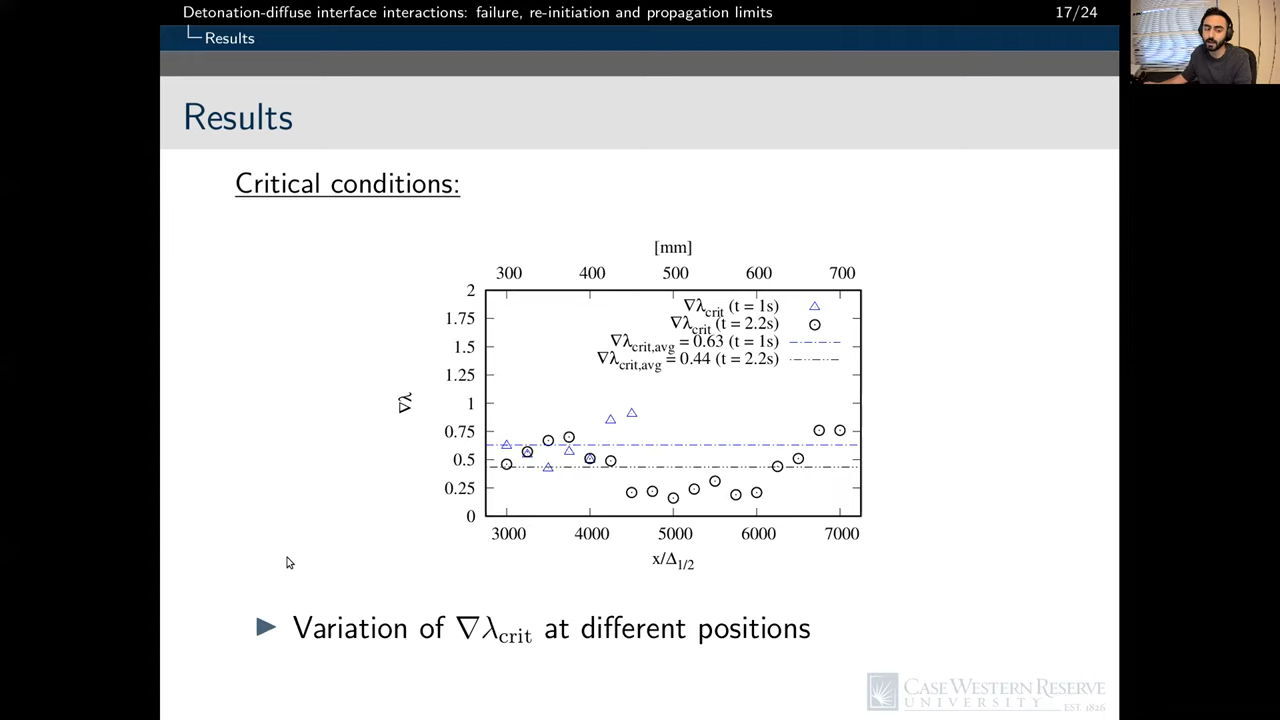 Detonation-diffuse interface interactions: failure, re-initiation and propagation limits 17/24
Results
Results
Critical conditions:
[mm]
300 400 500 600 700
2
1.75
1.5
1.25
1
0.75
0.5
0.25
0
∇λ
∇λcrit (t = 1s)
∇λcrit (t = 2.2s)
∇λcrit,avg = 0.63 (t = 1s)
∇λcrit,avg = 0.44 (t = 2.2s)
3000 4000 5000 6000 7000
x/Δ1/2
▶ Variation of ∇λcrit at different positions
CASE WESTERN RESERVE
UNIVERSITY EST. 1826